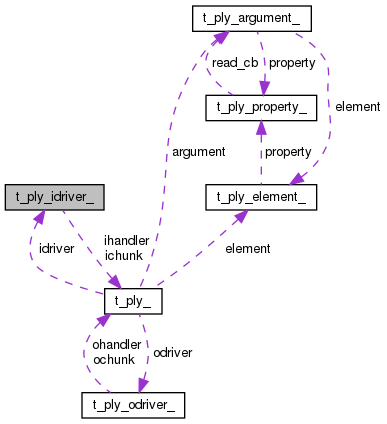 t_ply_argument_
read_cb
property
t_ply_property_
element
argument
property
t_ply_idriver_
t_ply_element_
idriver
ihandler
ichunk
element
t_ply_
ohandler
ochunk
odriver
t_ply_odriver_